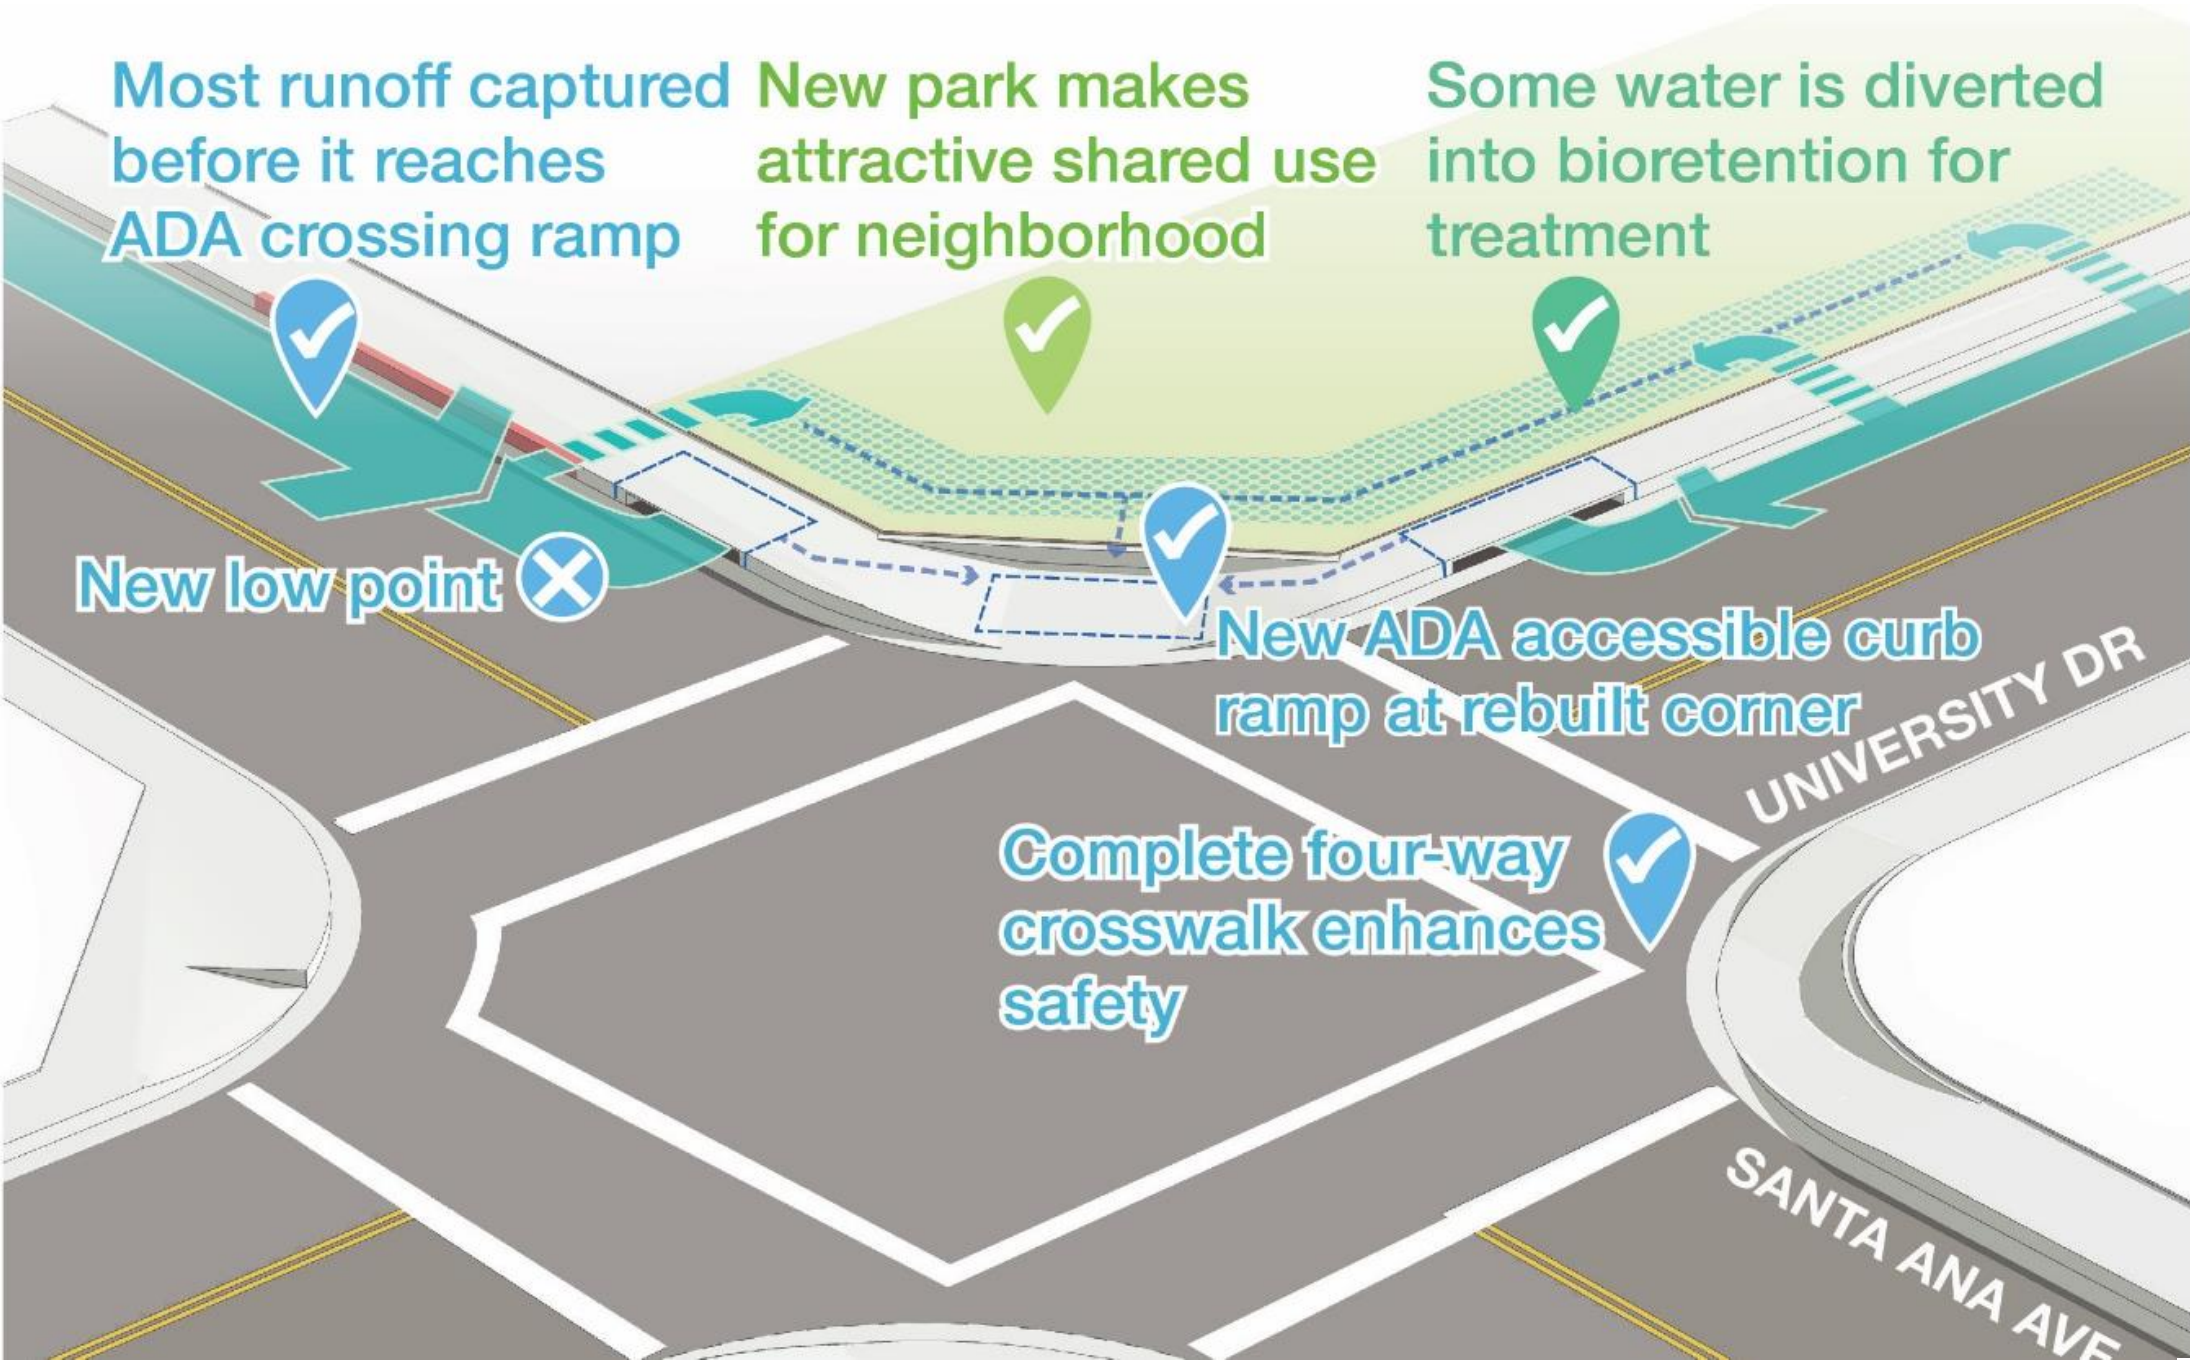 Most runoff captured
before it reaches
ADA crossing ramp
New park makes
attractive shared use
for neighborhood
Some water is diverted
into bioretention for
treatment
New low point
New ADA accessible curb
ramp at rebuilt corner
UNIVERSITY DR
Complete four-way
crosswalk enhances
safety
SANTA ANA AVE